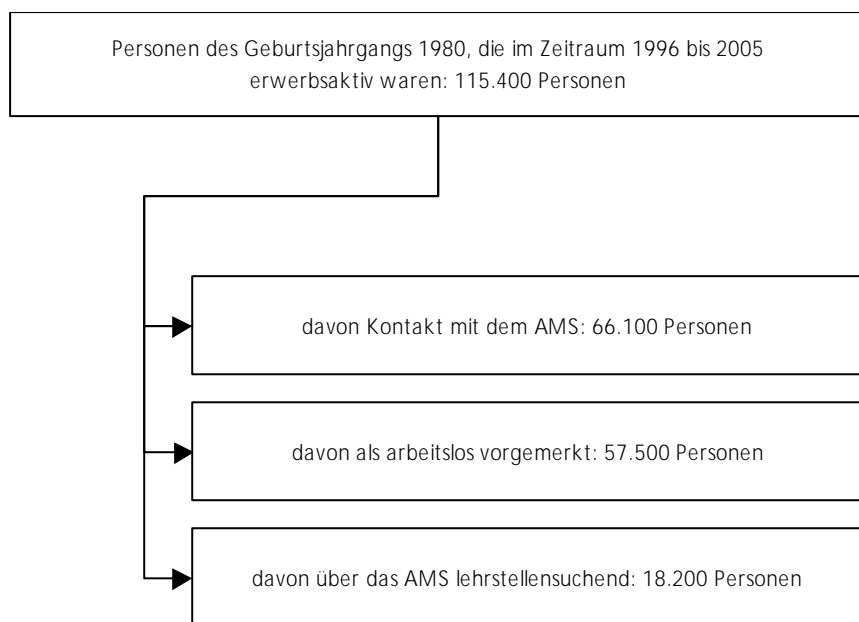 Personen des Geburtsjahrgangs 1980, die im Zeitraum 1996 bis 2005
erwerbsaktiv waren: 115.400 Personen
davon Kontakt mit dem AMS: 66.100 Personen
davon als arbeitslos vorgemerkt: 57.500 Personen
davon über das AMS lehrstellensuchend: 18.200 Personen